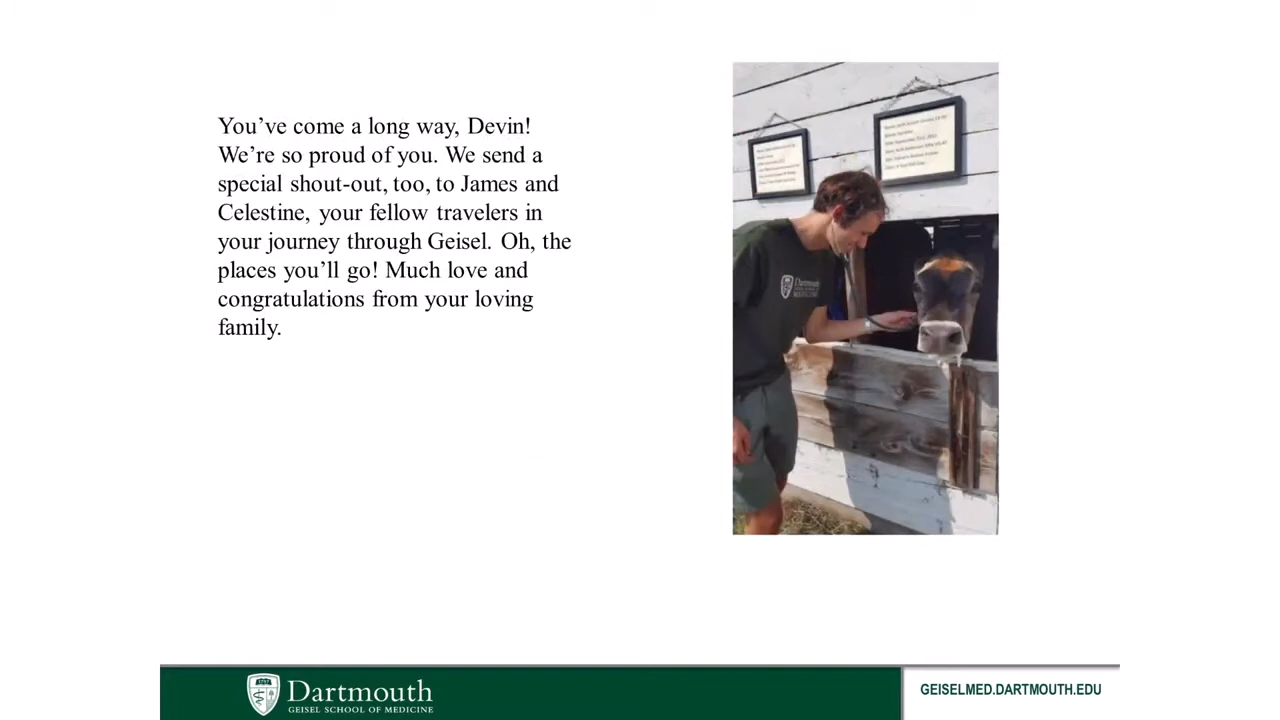 You’ve come a long way, Devin!
We’re so proud of you. We send a
special shout-out, too, to James and
Celestine, your fellow travelers in
your journey through Geisel. Oh, the
places you’ll go! Much love and
congratulations from your loving
family.
Dartmouth
Dartmouth
GEISEL SCHOOL OF MEDICINE
GEISELMED.DARTMOUTH.EDU